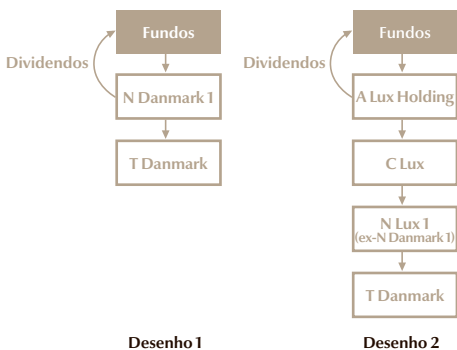 Fundos
Dividendos
N Danmark 1
T Danmark
Desenho 1
Fundos
Dividendos
A Lux Holding
C Lux
N Lux 1
(ex-N Danmark 1)
T Danmark
Desenho 2